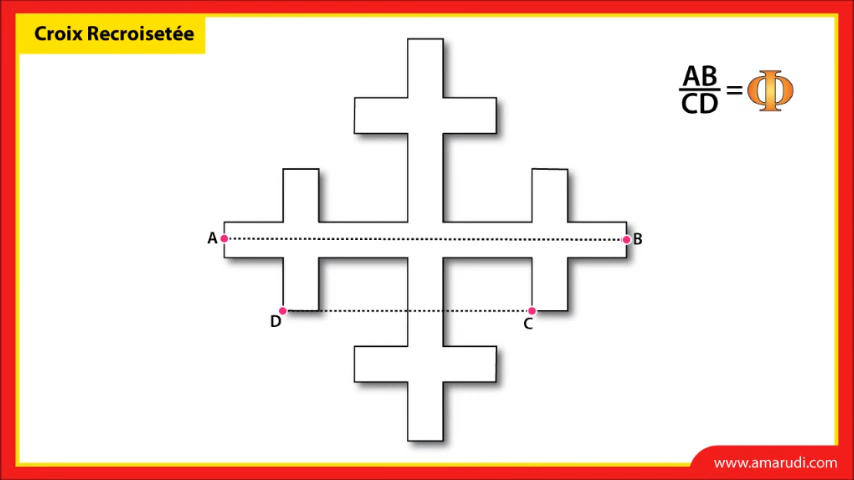 Croix Recroisetée
AB
CD
= Φ
A
B
D
C
www.amarudi.com